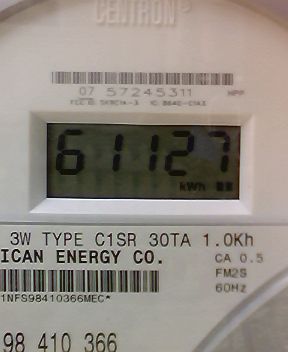 CENTRON®
07 57245311 HPP
61127
kWh
3W TYPE C1SR 30TA 1.0Kh
ICAN ENERGY CO. CA 0.5
FM2S
60Hz
1NFS98410366MEC*
98 410 366